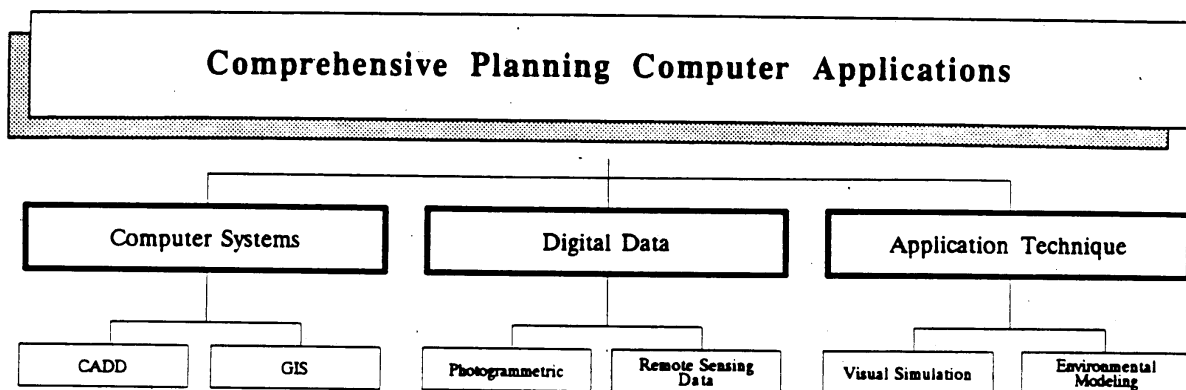 Comprehensive Planning Computer Applications
Computer Systems
Digital Data
Application Technique
CADD
GIS
Photogrammetric
Remote Sensing
Data
Visual Simulation
Environmental
Modeling